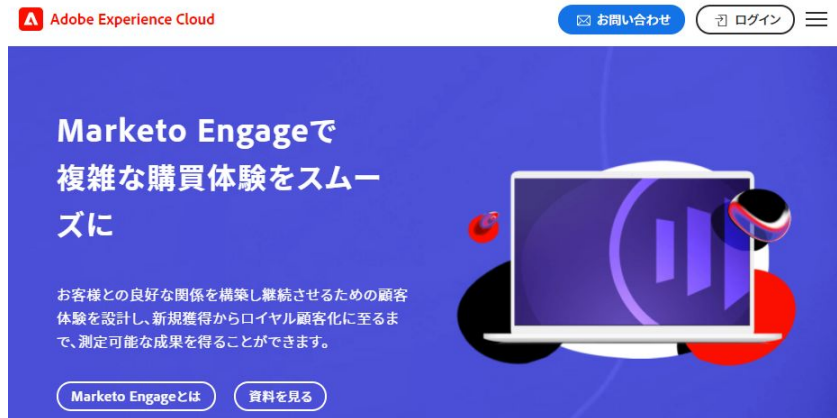 Adobe Experience Cloud
お問い合わせ
ログイン
Marketo Engageで
複雑な購買体験をスムー
ズに
お客様との良好な関係を構築し継続させるための顧客
体験を設計し、新規獲得からロイヤル顧客化に至るま
で、測定可能な成果を得ることができます。
Marketo Engageとは
資料を見る